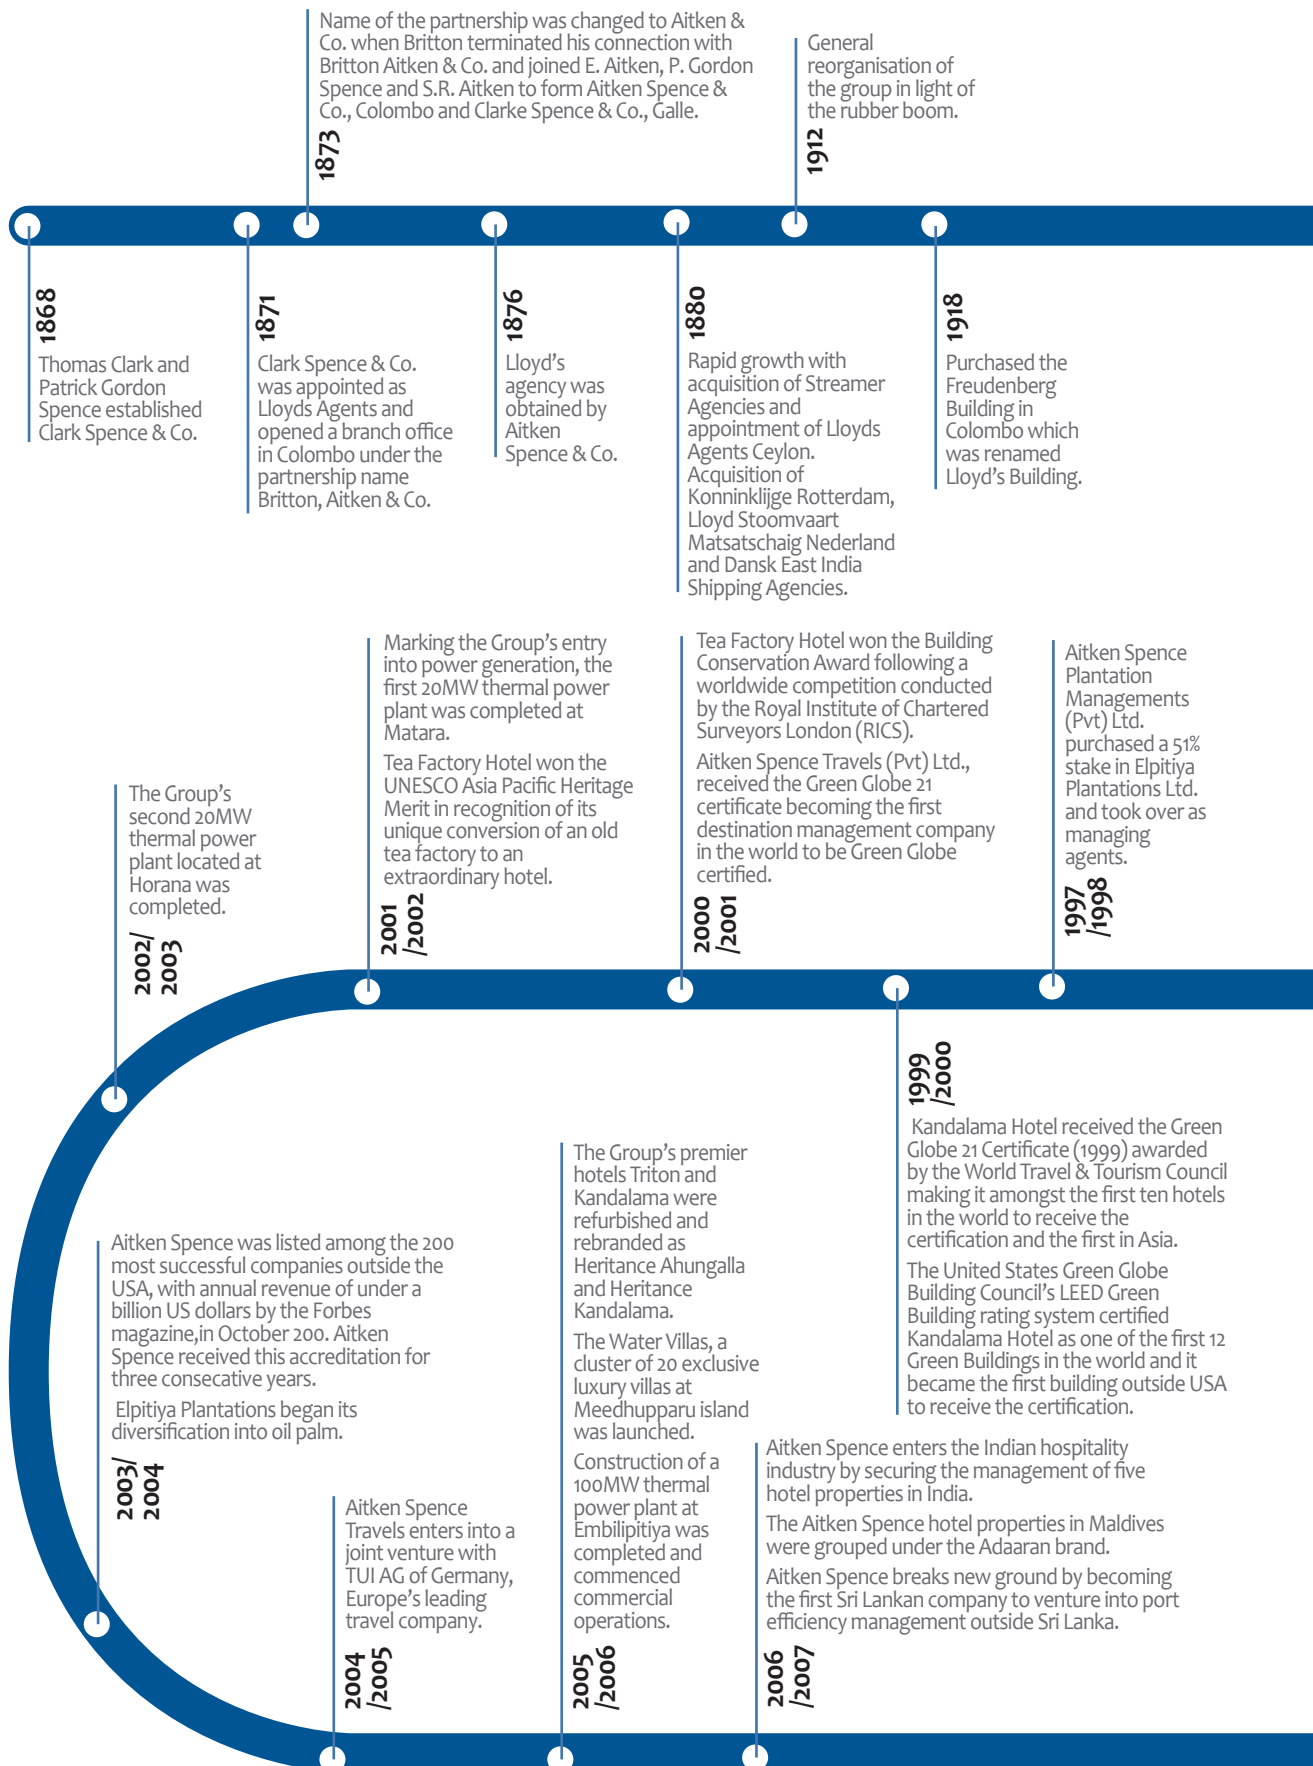 Name of the partnership was changed to Aitken &
Co. when Britton terminated his connection with
Britton Aitken & Co. and joined E. Aitken, P. Gordon
Spence and S.R. Aitken to form Aitken Spence &
Co., Colombo and Clarke Spence & Co., Galle.
1873
General
reorganisation of
the group in light of
the rubber boom.
1912
1868
Thomas Clark and
Patrick Gordon
Spence established
Clark Spence & Co.
1871
Clark Spence & Co.
was appointed as
Lloyds Agents and
opened a branch office
in Colombo under the
partnership name
Britton, Aitken & Co.
1876
Lloyd's
agency was
obtained by
Aitken
Spence & Co.
1880
Rapid growth with
acquisition of Streamer
Agencies and
appointment of Lloyds
Agents Ceylon.
Acquisition of
Konninklijge Rotterdam,
Lloyd Stoomvaart
Matsatschaig Nederland
and Dansk East India
Shipping Agencies.
1918
Purchased the
Freudenberg
Building in
Colombo which
was renamed
Lloyd's Building.
Aitken Spence
Plantation
Managements
(Pvt) Ltd.
purchased a 51%
stake in Elpitiya
Plantations Ltd.
and took over as
managing
agents.
1997
/1998
1999
/2000
Kandalama Hotel received the Green
Globe 21 Certificate (1999) awarded
by the World Travel & Tourism Council
making it amongst the first ten hotels
in the world to receive the
certification and the first in Asia.
The United States Green Globe
Building Council's LEED Green
Building rating system certified
Kandalama Hotel as one of the first 12
Green Buildings in the world and it
became the first building outside USA
to receive the certification.
Tea Factory Hotel won the Building
Conservation Award following a
worldwide competition conducted
by the Royal Institute of Chartered
Surveyors London (RICS).
Aitken Spence Travels (Pvt) Ltd.,
received the Green Globe 21
certificate becoming the first
destination management company
in the world to be Green Globe
certified.
2000
/2001
Marking the Group's entry
into power generation, the
first 20MW thermal power
plant was completed at
Matara.
Tea Factory Hotel won the
UNESCO Asia Pacific Heritage
Merit in recognition of its
unique conversion of an old
tea factory to an
extraordinary hotel.
2001
/2002
The Group's
second 20MW
thermal power
plant located at
Horana was
completed.
2002/
2003
Aitken Spence was listed among the 200
most successful companies outside the
USA, with annual revenue of under a
billion US dollars by the Forbes
magazine,in October 200. Aitken
Spence received this accreditation for
three consecative years.
Elpitiya Plantations began its
diversification into oil palm.
2003/
2004
Aitken Spence
Travels enters into a
joint venture with
TUI AG of Germany,
Europe's leading
travel company.
2004
/2005
The Group's premier
hotels Triton and
Kandalama were
refurbished and
rebranded as
Heritance Ahungalla
and Heritance
Kandalama.
The Water Villas, a
cluster of 20 exclusive
luxury villas at
Meedhupparu island
was launched.
Construction of a
100MW thermal
power plant at
Embilipitiya was
completed and
commenced
commercial
operations.
2005
/2006
Aitken Spence enters the Indian hospitality
industry by securing the management of five
hotel properties in India.
The Aitken Spence hotel properties in Maldives
were grouped under the Adaaran brand.
Aitken Spence breaks new ground by becoming
the first Sri Lankan company to venture into port
efficiency management outside Sri Lanka.
2006
/2007